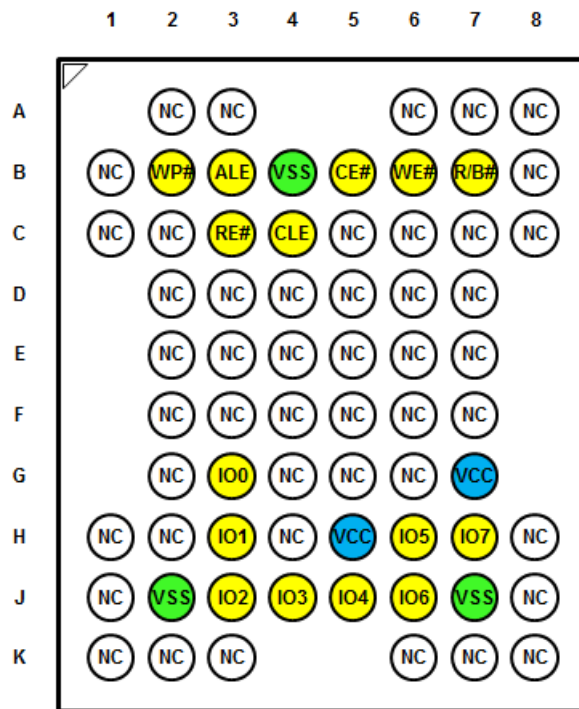 1 2 3 4 5 6 7 8
A NC NC NC NC NC
B NC WP# ALE VSS CE# WE# R/B# NC
C NC NC RE# CLE NC NC NC NC
D NC NC NC NC NC NC
E NC NC NC NC NC NC
F NC NC NC NC NC NC
G NC IO0 NC NC NC VCC
H NC NC IO1 NC VCC IO5 IO7 NC
J NC VSS IO2 IO3 IO4 IO6 VSS NC
K NC NC NC NC NC NC